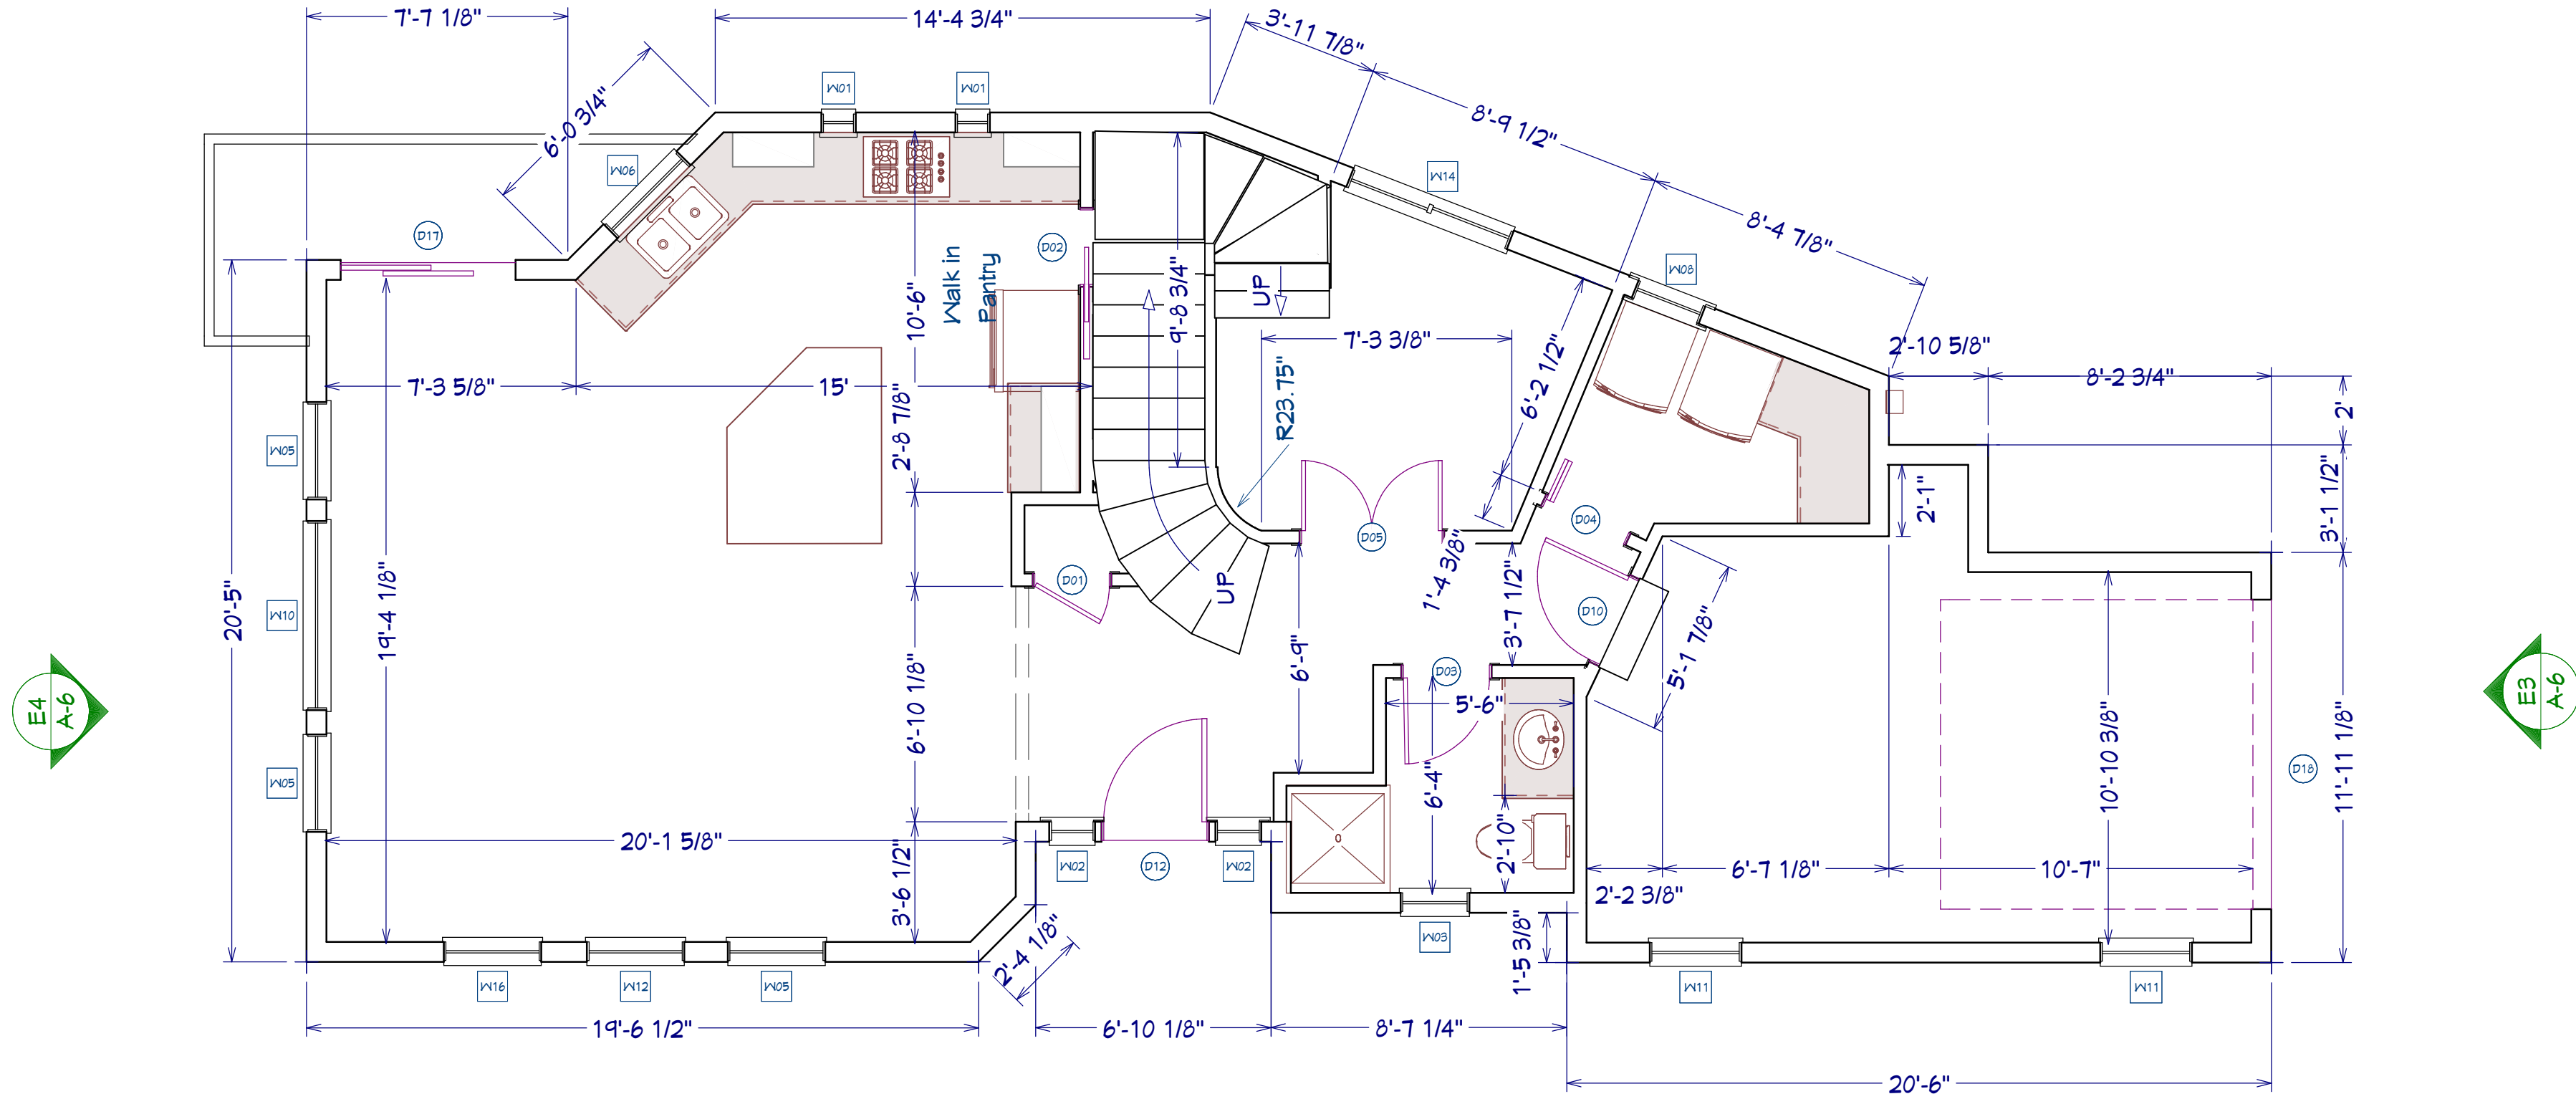 7'-7 1/8"
14'-4 3/4"
3'-11 7/8"
8'-9 1/2"
8'-4 7/8"
6'-0 3/4"
W01
W01
W06
W14
W08
D17
D02
Walk in
Pantry
10'-6"
9'-8 3/4"
UP
7'-3 3/8"
R23.75"
6'-2 1/2"
2'-10 5/8"
8'-2 3/4"
2'
7'-3 5/8"
15'
2'-8 7/8"
W05
2'-1"
3'-1 1/2"
D04
D05
1'-4 3/8"
D01
UP
20'-5"
19'-4 1/8"
W10
3'-7 1/2"
D10
5'-1 7/8"
6'-9"
6'-10 1/8"
D03
5'-6"
E4
A-6
E3
A-6
W05
6'-4"
10'-10 3/8"
D18
11'-11 1/8"
20'-1 5/8"
3'-6 1/2"
W02
D12
W02
2'-10"
2'-2 3/8"
6'-7 1/8"
10'-7"
W03
1'-5 3/8"
2'-4 1/8"
W16
W12
W05
W11
W11
19'-6 1/2"
6'-10 1/8"
8'-7 1/4"
20'-6"